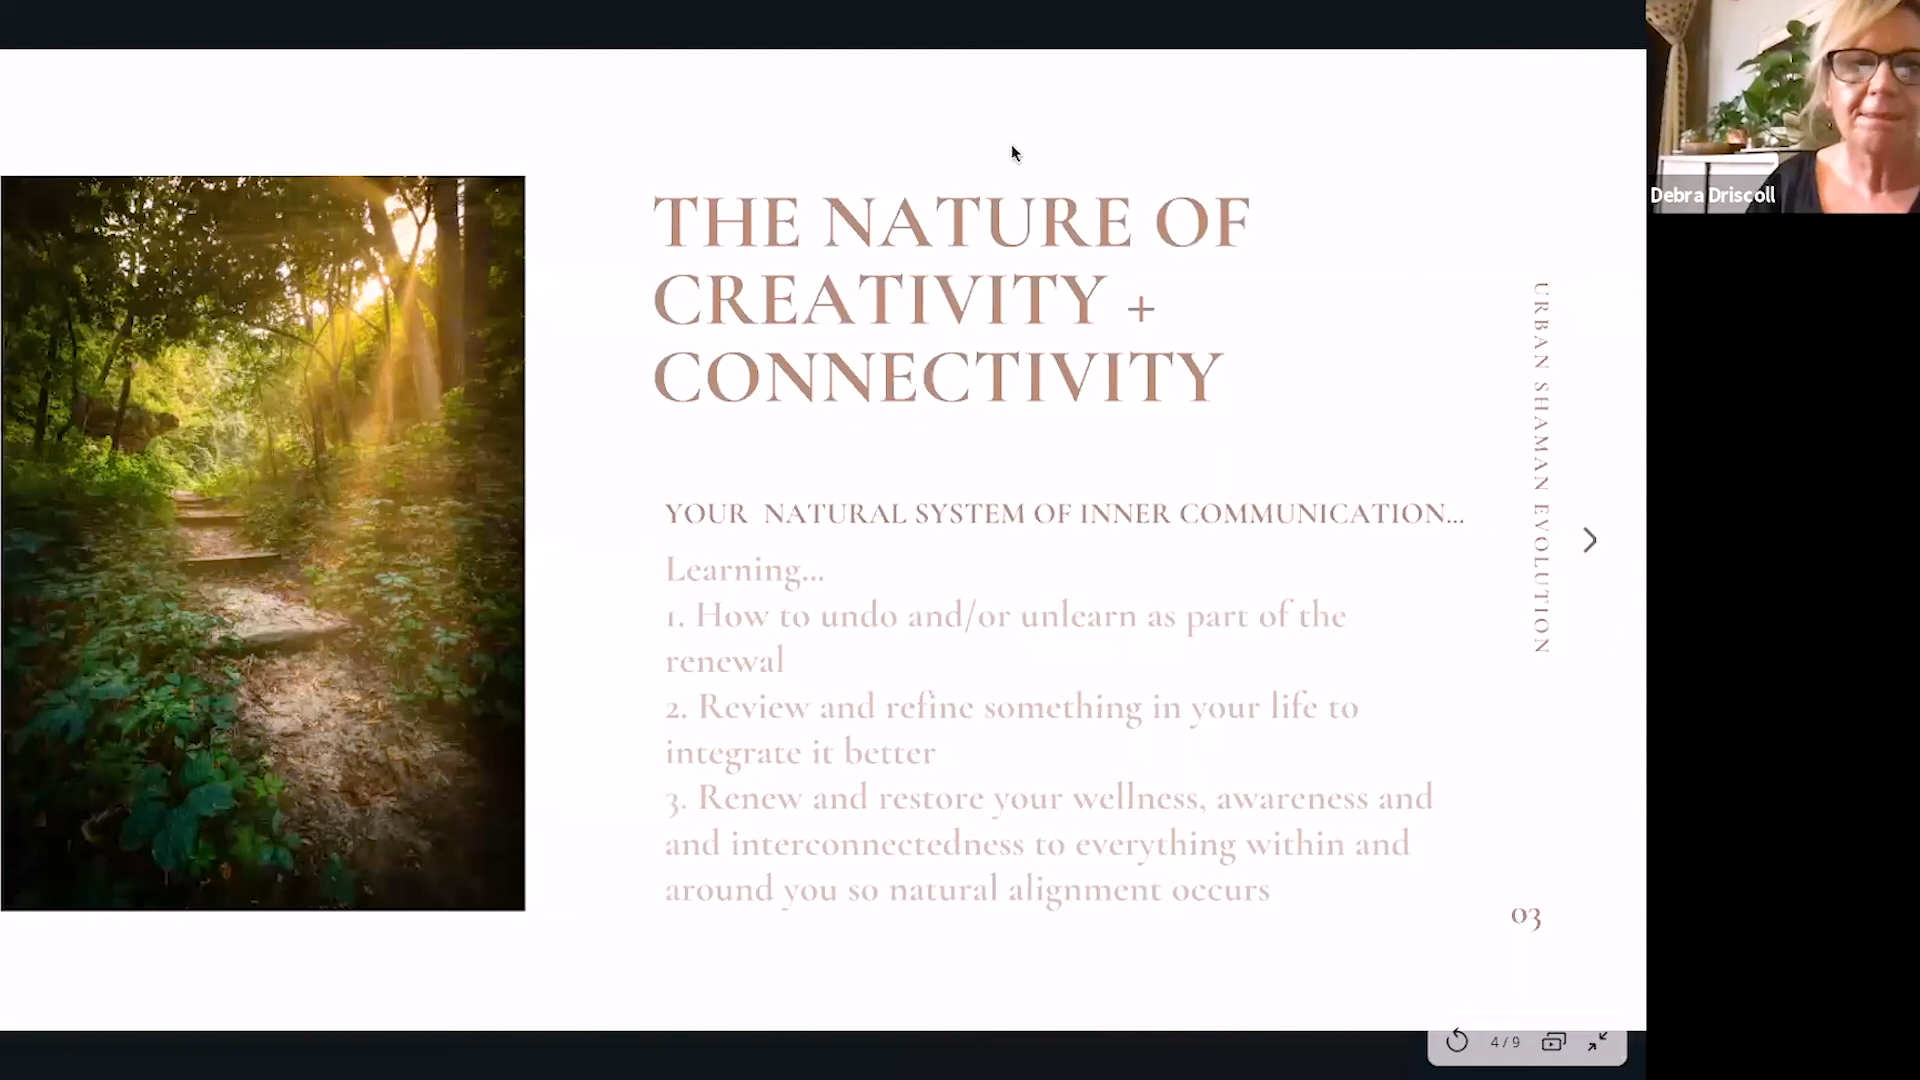 THE NATURE OF
CREATIVITY +
CONNECTIVITY
YOUR NATURAL SYSTEM OF INNER COMMUNICATION...
Learning...
1. How to undo and/or unlearn as part of the
renewal
2. Review and refine something in your life to
integrate it better
3. Renew and restore your wellness, awareness and
and interconnectedness to everything within and
around you so natural alignment occurs
URBAN SHAMAN EVOLUTION
03
4 / 9
Debra Driscoll